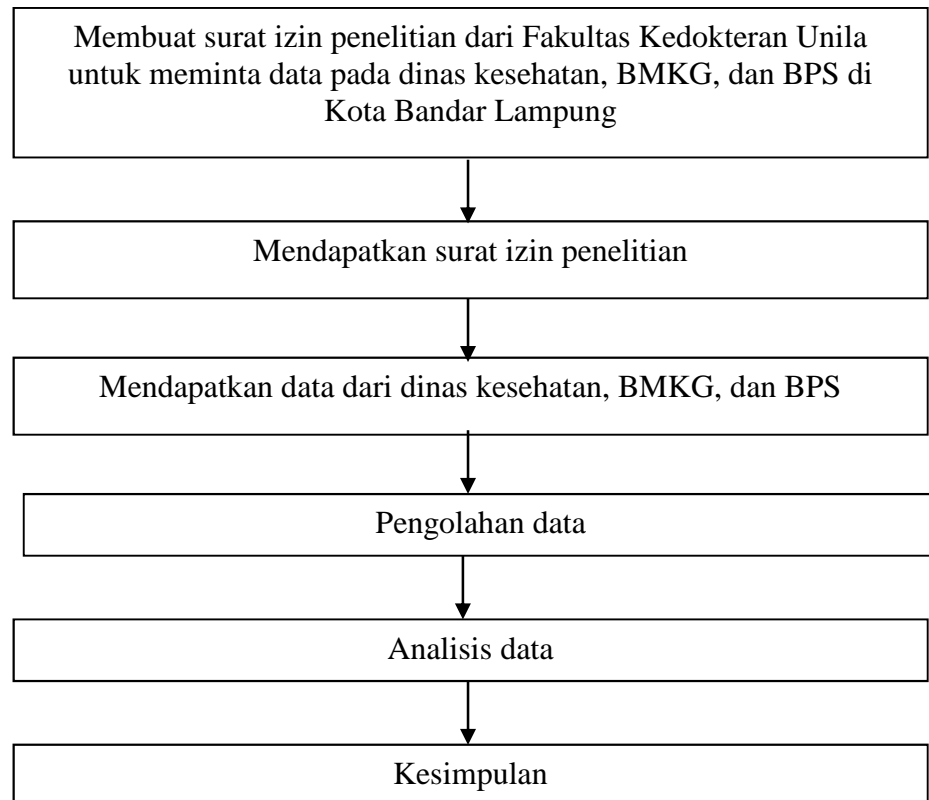 Membuat surat izin penelitian dari Fakultas Kedokteran Unila
untuk meminta data pada dinas kesehatan, BMKG, dan BPS di
Kota Bandar Lampung
Mendapatkan surat izin penelitian
Mendapatkan data dari dinas kesehatan, BMKG, dan BPS
Pengolahan data
Analisis data
Kesimpulan